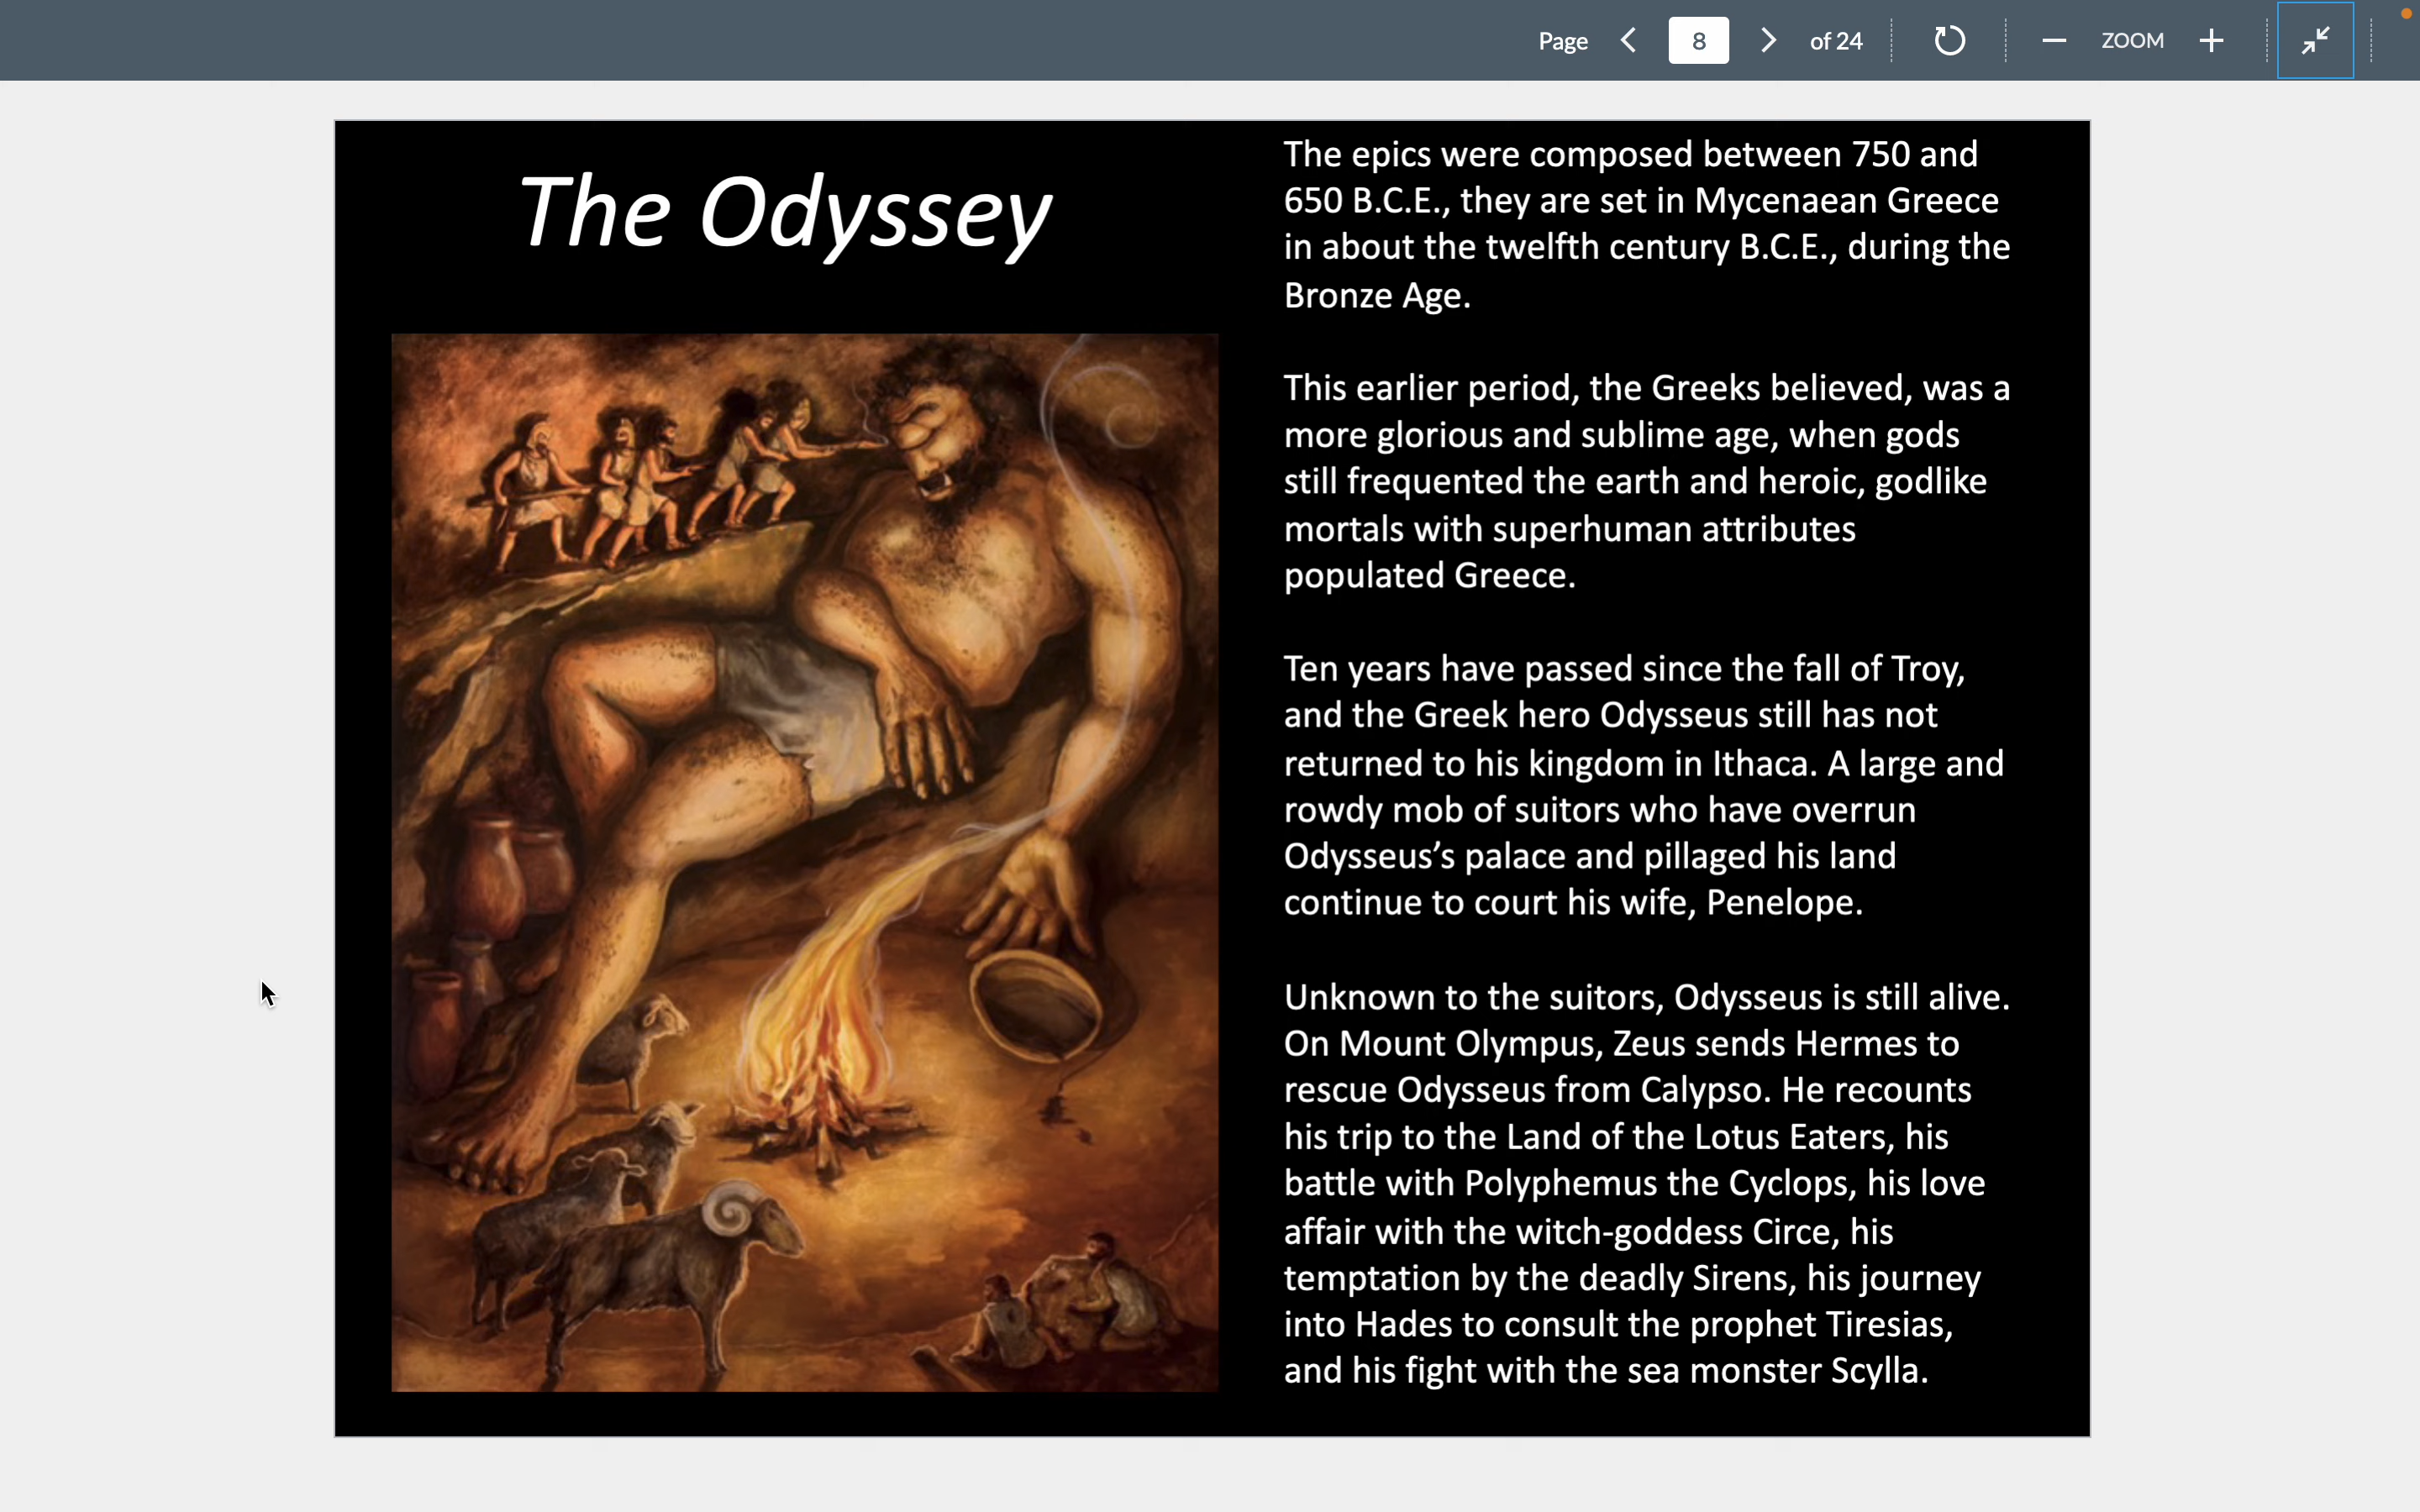 Page 8 of 24 ZOOM
The Odyssey
The epics were composed between 750 and
650 B.C.E., they are set in Mycenaean Greece
in about the twelfth century B.C.E., during the
Bronze Age.
This earlier period, the Greeks believed, was a
more glorious and sublime age, when gods
still frequented the earth and heroic, godlike
mortals with superhuman attributes
populated Greece.
Ten years have passed since the fall of Troy,
and the Greek hero Odysseus still has not
returned to his kingdom in Ithaca. A large and
rowdy mob of suitors who have overrun
Odysseus’s palace and pillaged his land
continue to court his wife, Penelope.
Unknown to the suitors, Odysseus is still alive.
On Mount Olympus, Zeus sends Hermes to
rescue Odysseus from Calypso. He recounts
his trip to the Land of the Lotus Eaters, his
battle with Polyphemus the Cyclops, his love
affair with the witch-goddess Circe, his
temptation by the deadly Sirens, his journey
into Hades to consult the prophet Tiresias,
and his fight with the sea monster Scylla.